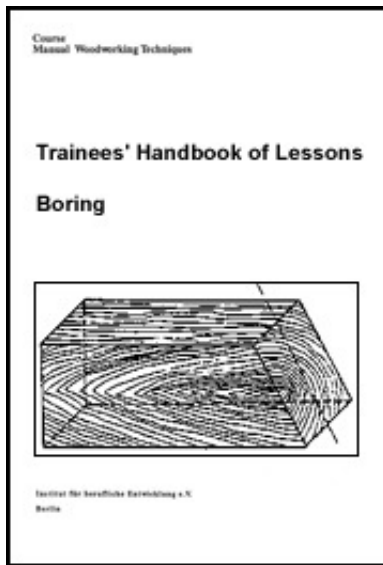 Course
Manual Woodworking Techniques
Trainees' Handbook of Lessons
Boring
Institut für berufliche Entwicklung e.V.
Berlin